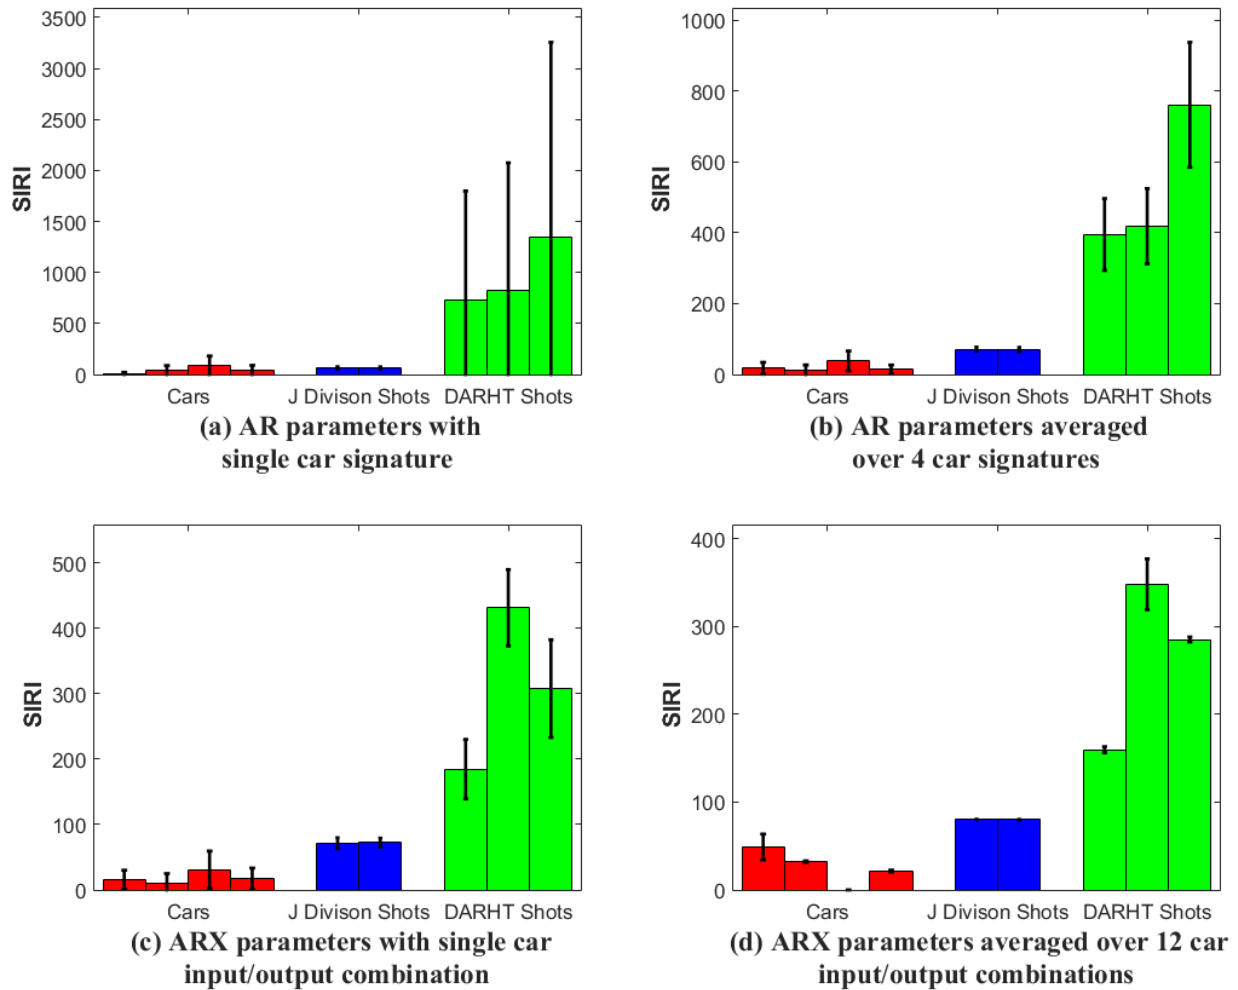 3500
3000
2500
2000
1500
1000
500
0
SIRI
Cars J Divison Shots DARHT Shots
(a) AR parameters with
single car signature
1000
800
600
400
200
0
SIRI
Cars J Divison Shots DARHT Shots
(b) AR parameters averaged
over 4 car signatures
500
400
300
200
100
0
SIRI
Cars J Divison Shots DARHT Shots
(c) ARX parameters with single car
input/output combination
400
300
200
100
0
SIRI
Cars J Divison Shots DARHT Shots
(d) ARX parameters averaged over 12 car
input/output combinations